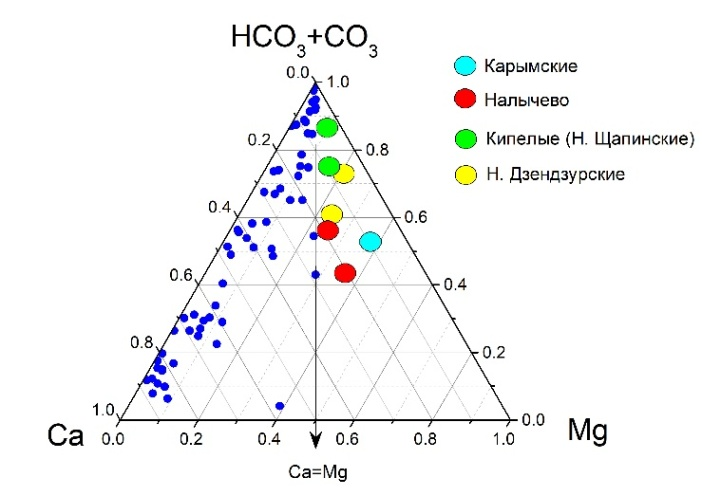 HCO3+CO3
0.0 1.0
Карымские
Налычево
Кипелые (Н. Щапинские)
Н. Дзендзурские
0.2 0.8
0.4 0.6
0.6 0.4
0.8 0.2
1.0 0.0
Ca Mg
0.0 0.2 0.4 0.6 0.8 1.0
Ca=Mg